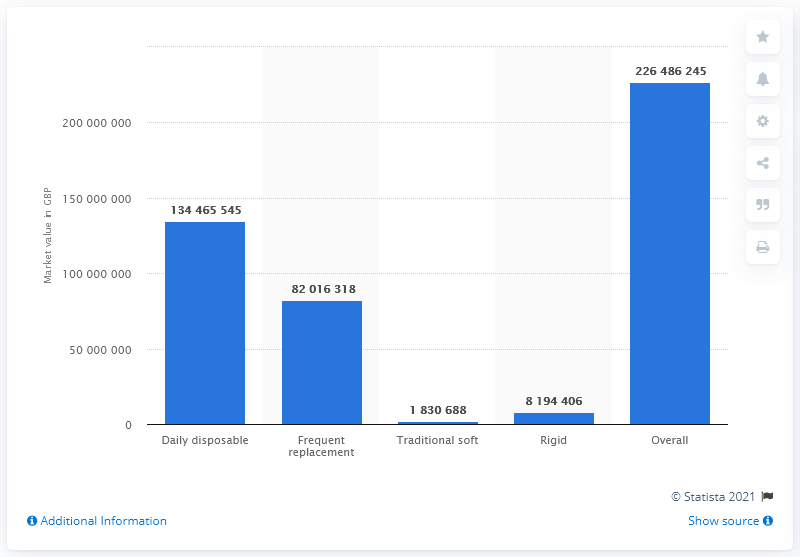 226 486 245
200 000 000
150 000 000
134 465 545
Market value in GBP
100 000 000
82 016 318
50 000 000
8 194 406
1 830 688
0
Daily disposable
Frequent
replacement
Traditional soft
Rigid
Overall
© Statista 2021
Additional Information
Show source